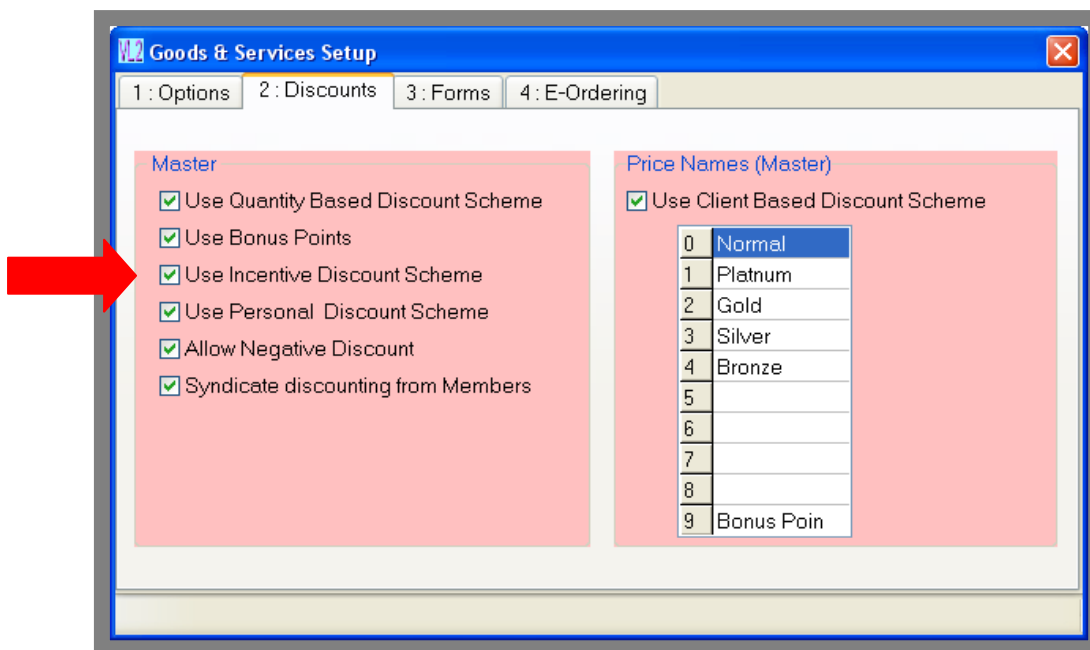 VL2 Goods & Services Setup
1 : Options 2 : Discounts 3 : Forms 4 : E-Ordering
Master
Use Quantity Based Discount Scheme
Use Bonus Points
Use Incentive Discount Scheme
Use Personal Discount Scheme
Allow Negative Discount
Syndicate discounting from Members
Price Names (Master)
Use Client Based Discount Scheme
0 Normal
1 Platnum
2 Gold
3 Silver
4 Bronze
5
6
7
8
9 Bonus Poin